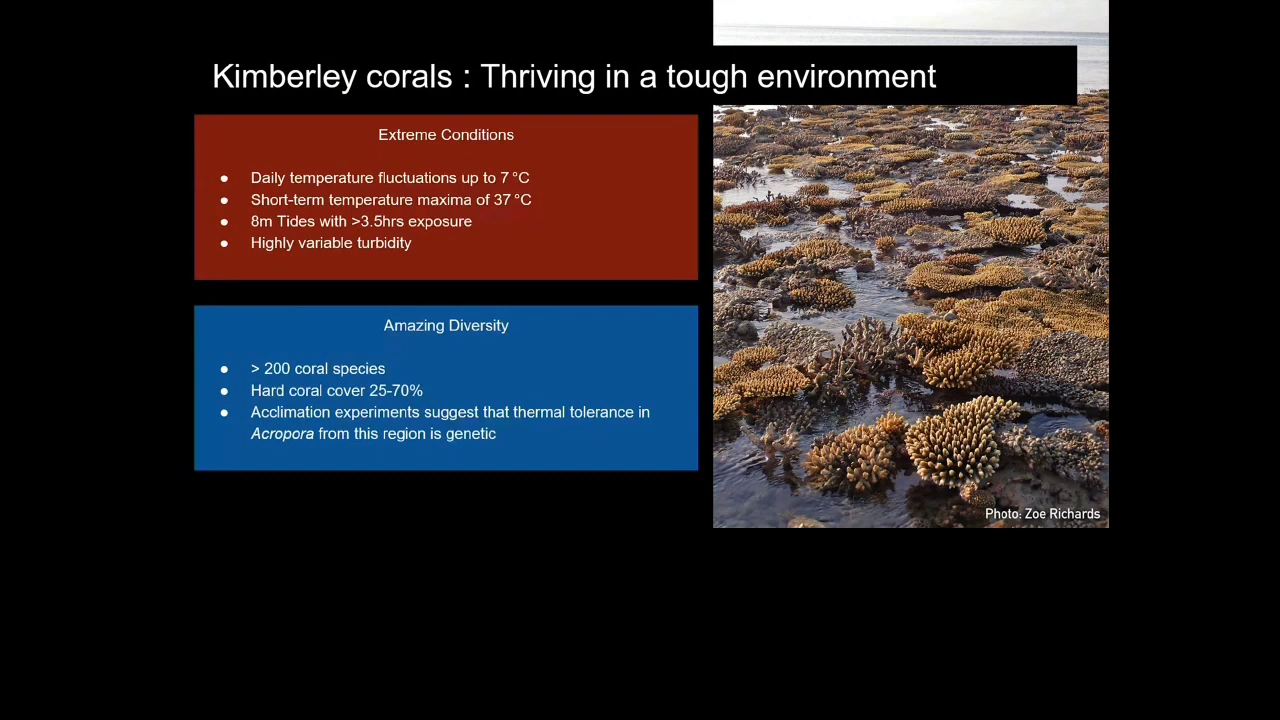 Kimberley corals : Thriving in a tough environment
Extreme Conditions
● Daily temperature fluctuations up to 7 °C
● Short-term temperature maxima of 37 °C
● 8m Tides with >3.5hrs exposure
● Highly variable turbidity
Amazing Diversity
● > 200 coral species
● Hard coral cover 25-70%
● Acclimation experiments suggest that thermal tolerance in
Acropora from this region is genetic
Photo: Zoe Richards